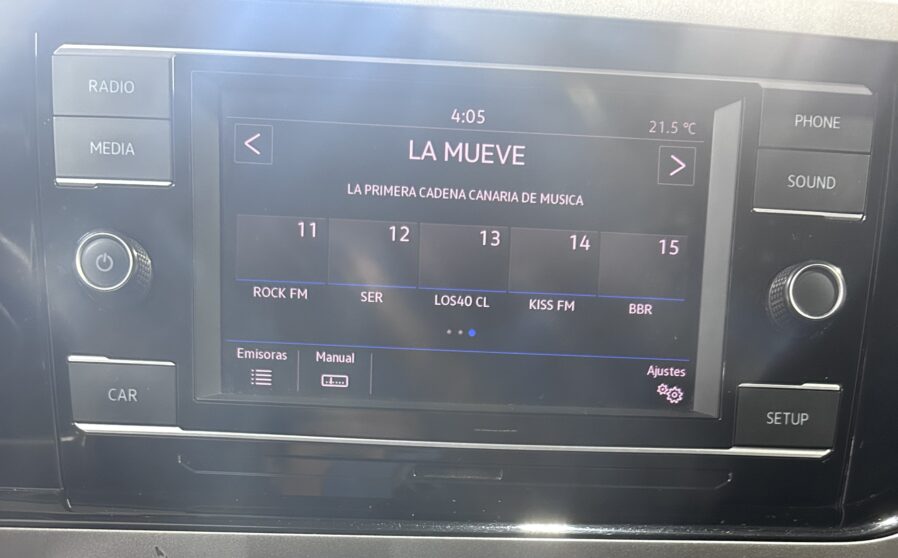 RADIO
MEDIA
PHONE
SOUND
CAR
SETUP
4:05
21.5 °C
< LA MUEVE >
LA PRIMERA CADENA CANARIA DE MUSICA
11 12 13 14 15
ROCK FM SER LOS40 CL KISS FM BBR
Emisoras Manual Ajustes